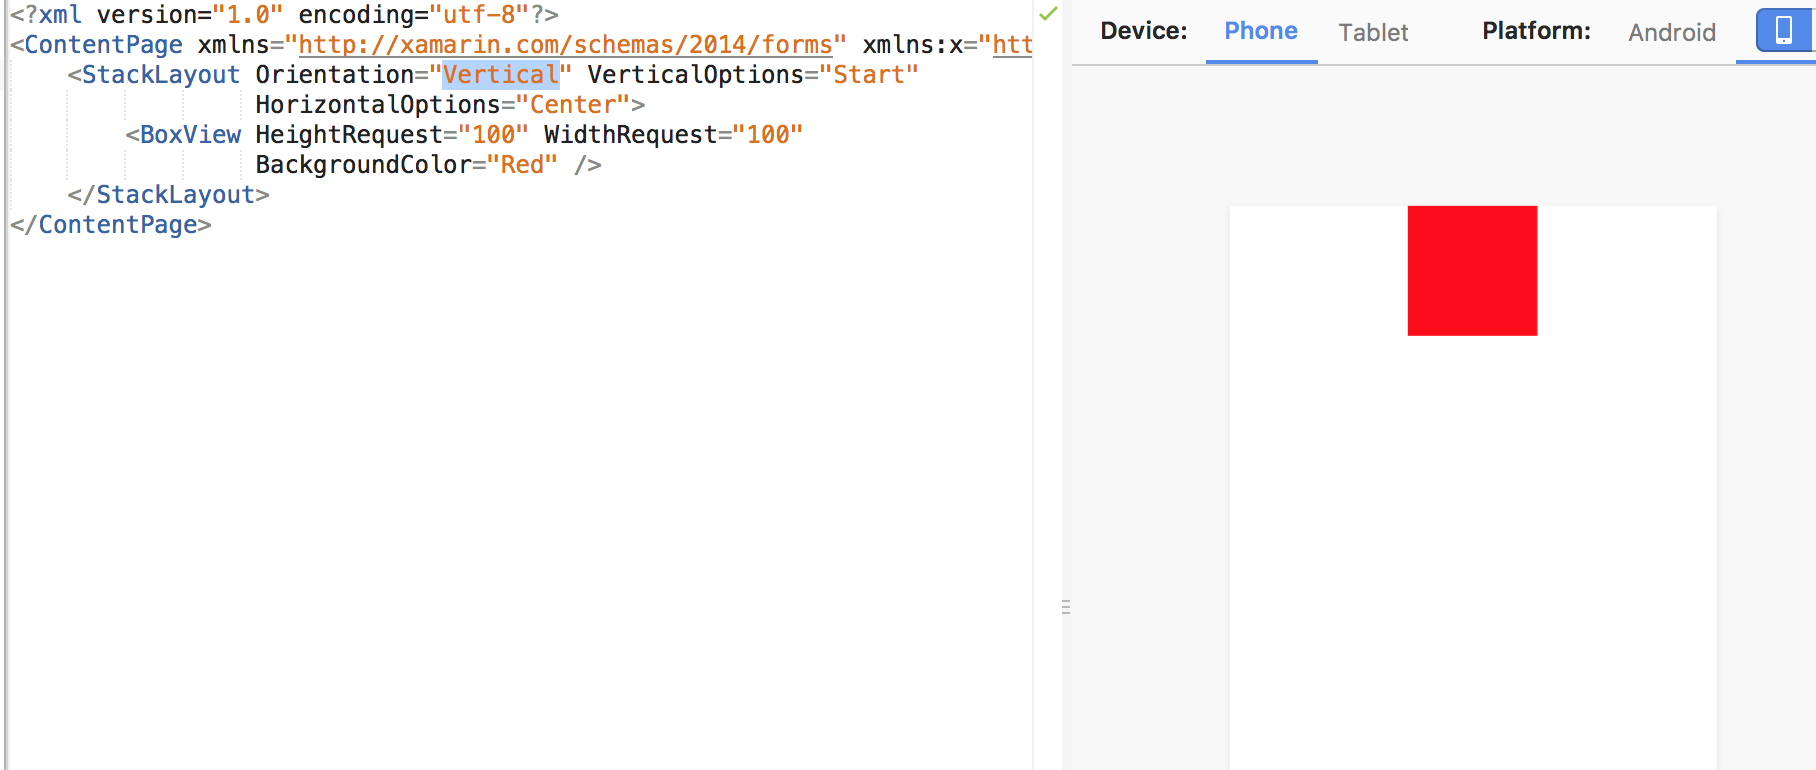 <?xml version="1.0" encoding="utf-8"?>
<ContentPage xmlns="http://xamarin.com/schemas/2014/forms" xmlns:x="htt
<StackLayout Orientation="Vertical" VerticalOptions="Start"
HorizontalOptions="Center">
<BoxView HeightRequest="100" WidthRequest="100"
BackgroundColor="Red" />
</StackLayout>
</ContentPage>
Device: Phone Tablet Platform: Android